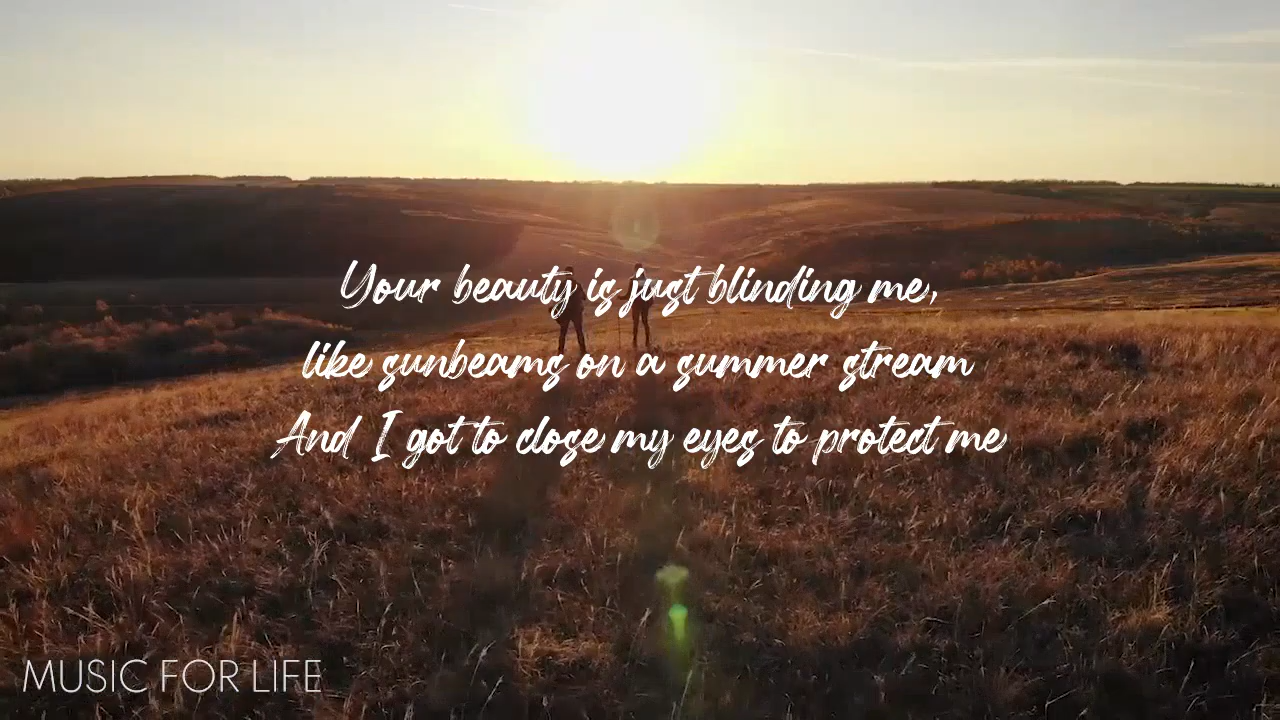 Your beauty is just blinding me,
like sunbeams on a summer stream
And I got to close my eyes to protect me
MUSIC FOR LIFE